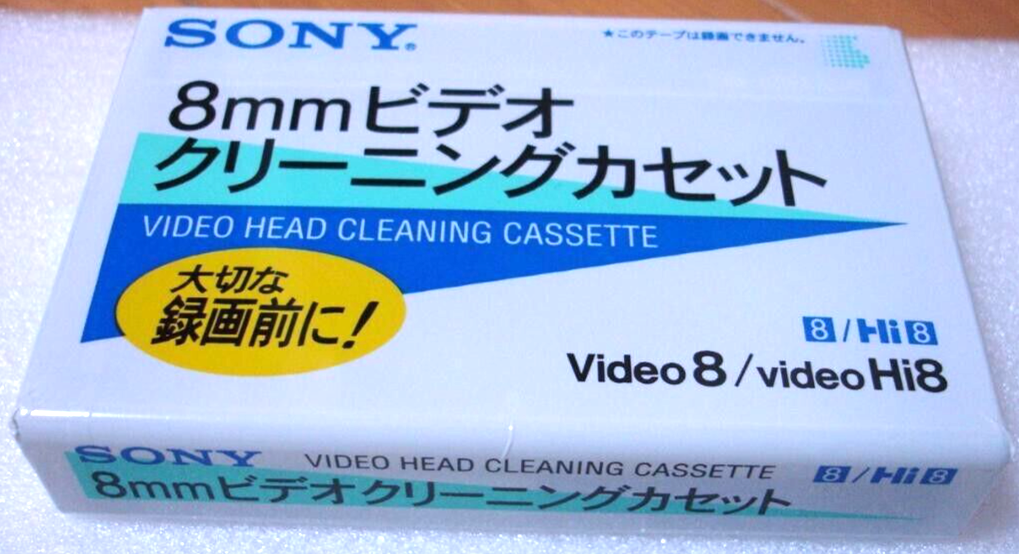 SONY®
★このテープは録画できません。
8mmビデオ
クリーニングカセット
VIDEO HEAD CLEANING CASSETTE
大切な
録画前に!
8/Hi8
Video8/videoHi8
SONY VIDEO HEAD CLEANING CASSETTE 8/Hi8
8mmビデオクリーニングカセット